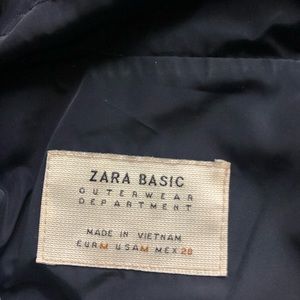 ZARA BASIC
OUTERWEAR
DEPARTMENT
MADE IN VIETNAM
EUR M USA M MEX 28